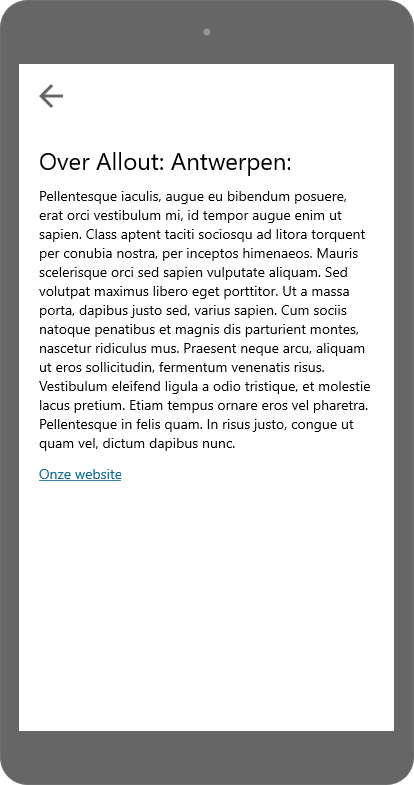 Over Allout: Antwerpen:
Pellentesque iaculis, augue eu bibendum posuere,
erat orci vestibulum mi, id tempor augue enim ut
sapien. Class aptent taciti sociosqu ad litora torquent
per conubia nostra, per inceptos himenaeos. Mauris
scelerisque orci sed sapien vulputate aliquam. Sed
volutpat maximus libero eget porttitor. Ut a massa
porta, dapibus justo sed, varius sapien. Cum sociis
natoque penatibus et magnis dis parturient montes,
nascetur ridiculus mus. Praesent neque arcu, aliquam
ut eros sollicitudin, fermentum venenatis risus.
Vestibulum eleifend ligula a odio tristique, et molestie
lacus pretium. Etiam tempus ornare eros vel pharetra.
Pellentesque in felis quam. In risus justo, congue ut
quam vel, dictum dapibus nunc.
Onze website